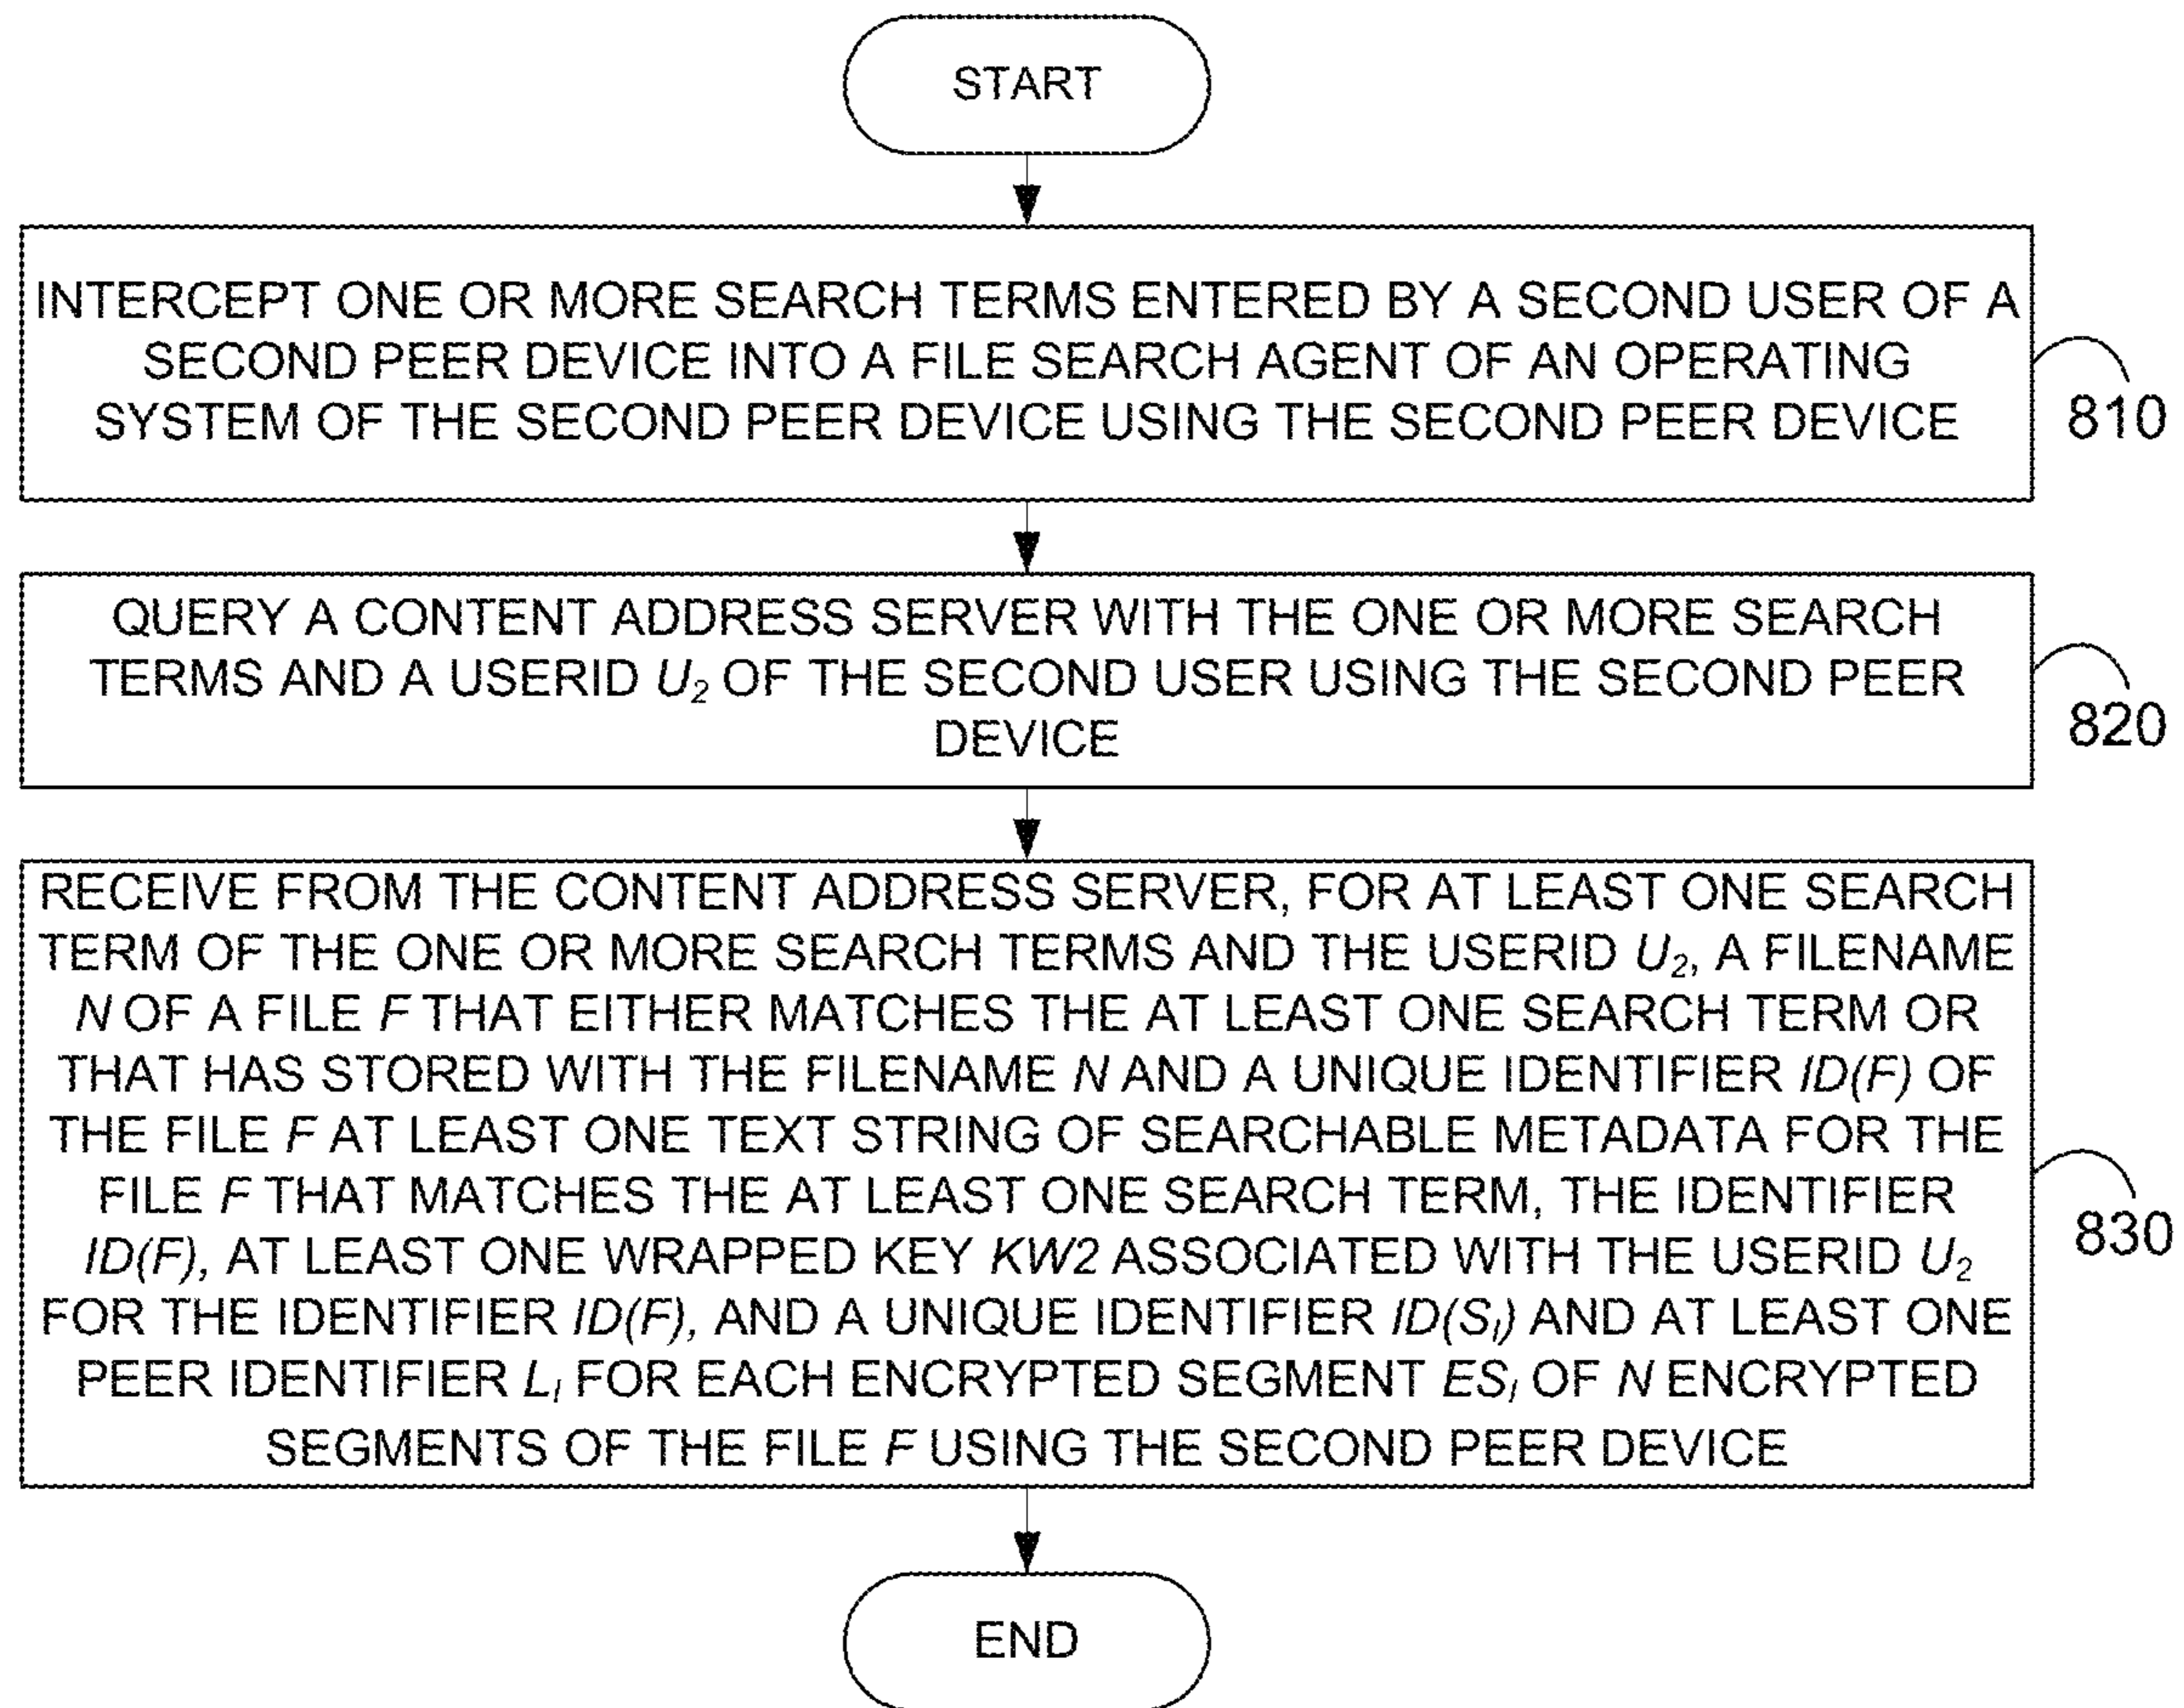 START
INTERCEPT ONE OR MORE SEARCH TERMS ENTERED BY A SECOND USER OF A
SECOND PEER DEVICE INTO A FILE SEARCH AGENT OF AN OPERATING
SYSTEM OF THE SECOND PEER DEVICE USING THE SECOND PEER DEVICE
810
QUERY A CONTENT ADDRESS SERVER WITH THE ONE OR MORE SEARCH
TERMS AND A USERID U₂ OF THE SECOND USER USING THE SECOND PEER
DEVICE
820
RECEIVE FROM THE CONTENT ADDRESS SERVER, FOR AT LEAST ONE SEARCH
TERM OF THE ONE OR MORE SEARCH TERMS AND THE USERID U₂, A FILENAME
N OF A FILE F THAT EITHER MATCHES THE AT LEAST ONE SEARCH TERM OR
THAT HAS STORED WITH THE FILENAME N AND A UNIQUE IDENTIFIER ID(F) OF
THE FILE F AT LEAST ONE TEXT STRING OF SEARCHABLE METADATA FOR THE
FILE F THAT MATCHES THE AT LEAST ONE SEARCH TERM, THE IDENTIFIER
ID(F), AT LEAST ONE WRAPPED KEY KW2 ASSOCIATED WITH THE USERID U₂
FOR THE IDENTIFIER ID(F), AND A UNIQUE IDENTIFIER ID(S_I) AND AT LEAST ONE
PEER IDENTIFIER L_I FOR EACH ENCRYPTED SEGMENT ES_I OF N ENCRYPTED
SEGMENTS OF THE FILE F USING THE SECOND PEER DEVICE
830
END